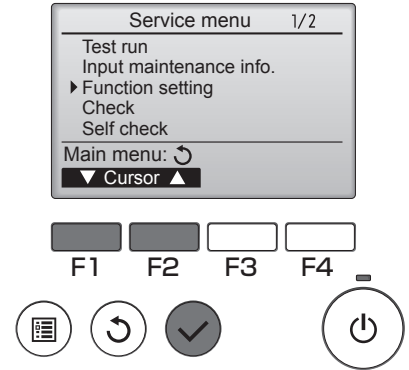 Service menu 1/2
Test run
Input maintenance info.
Function setting
Check
Self check
Main menu:
▼ Cursor ▲
F1 F2 F3 F4